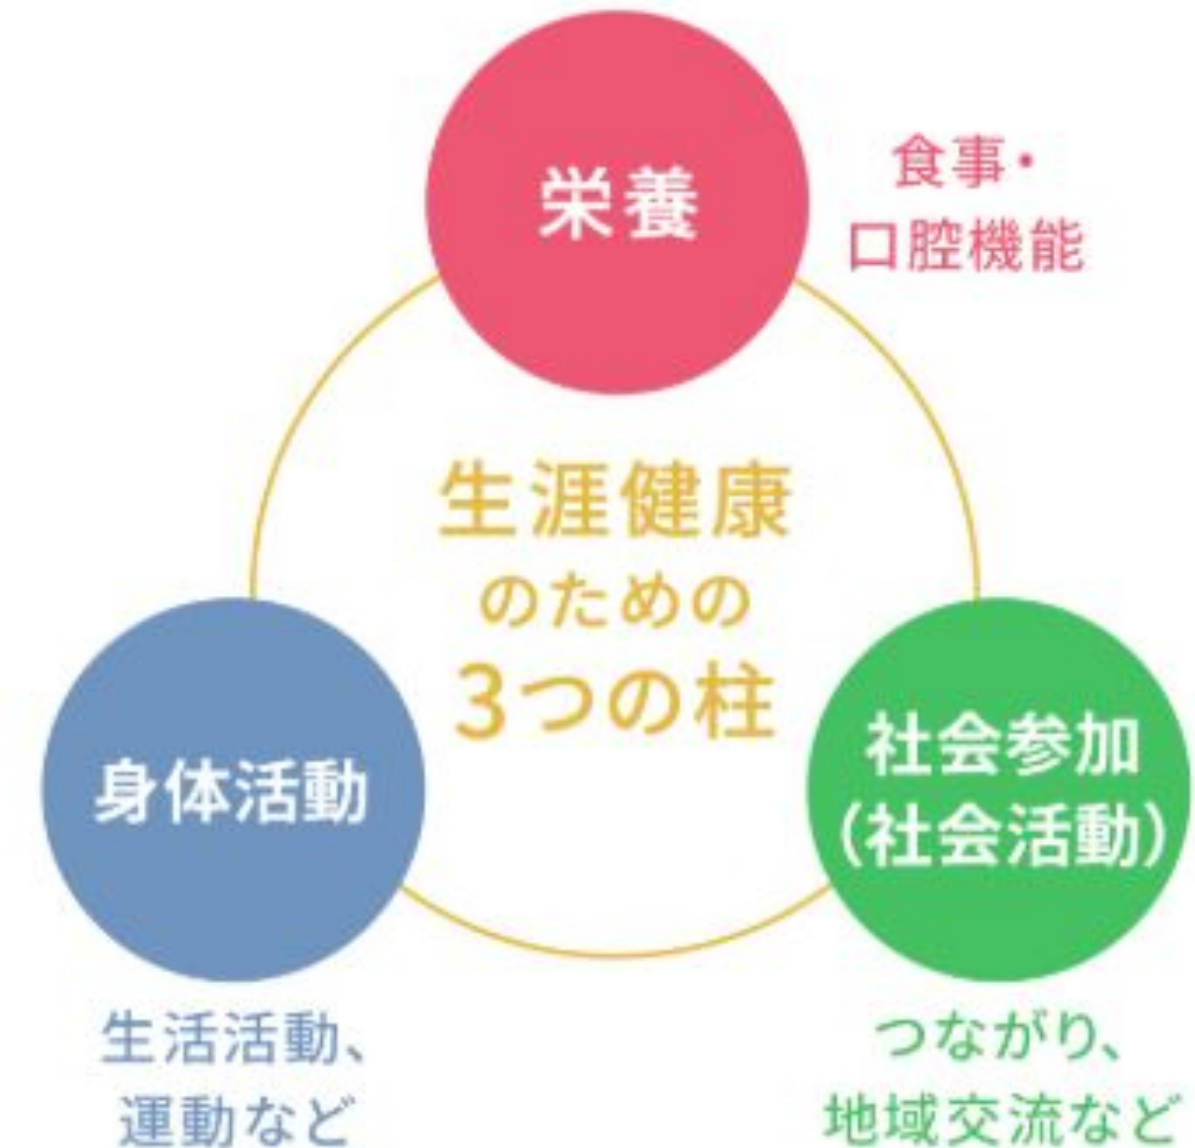 栄養
食事・
口腔機能
生涯健康
のための
3つの柱
身体活動
生活活動、
運動など
社会参加
（社会活動）
つながり、
地域交流など